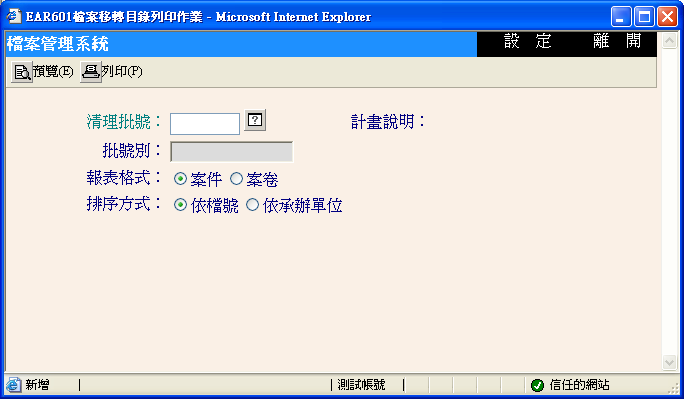 EAR601檔案移轉目錄列印作業 - Microsoft Internet Explorer
檔案管理系統 設 定 離 開
預覽(E) 列印(P)
清理批號： ? 計畫說明：
批號別：
報表格式： 案件 案卷
排序方式： 依檔號 依承辦單位
新增 測試帳號 信任的網站